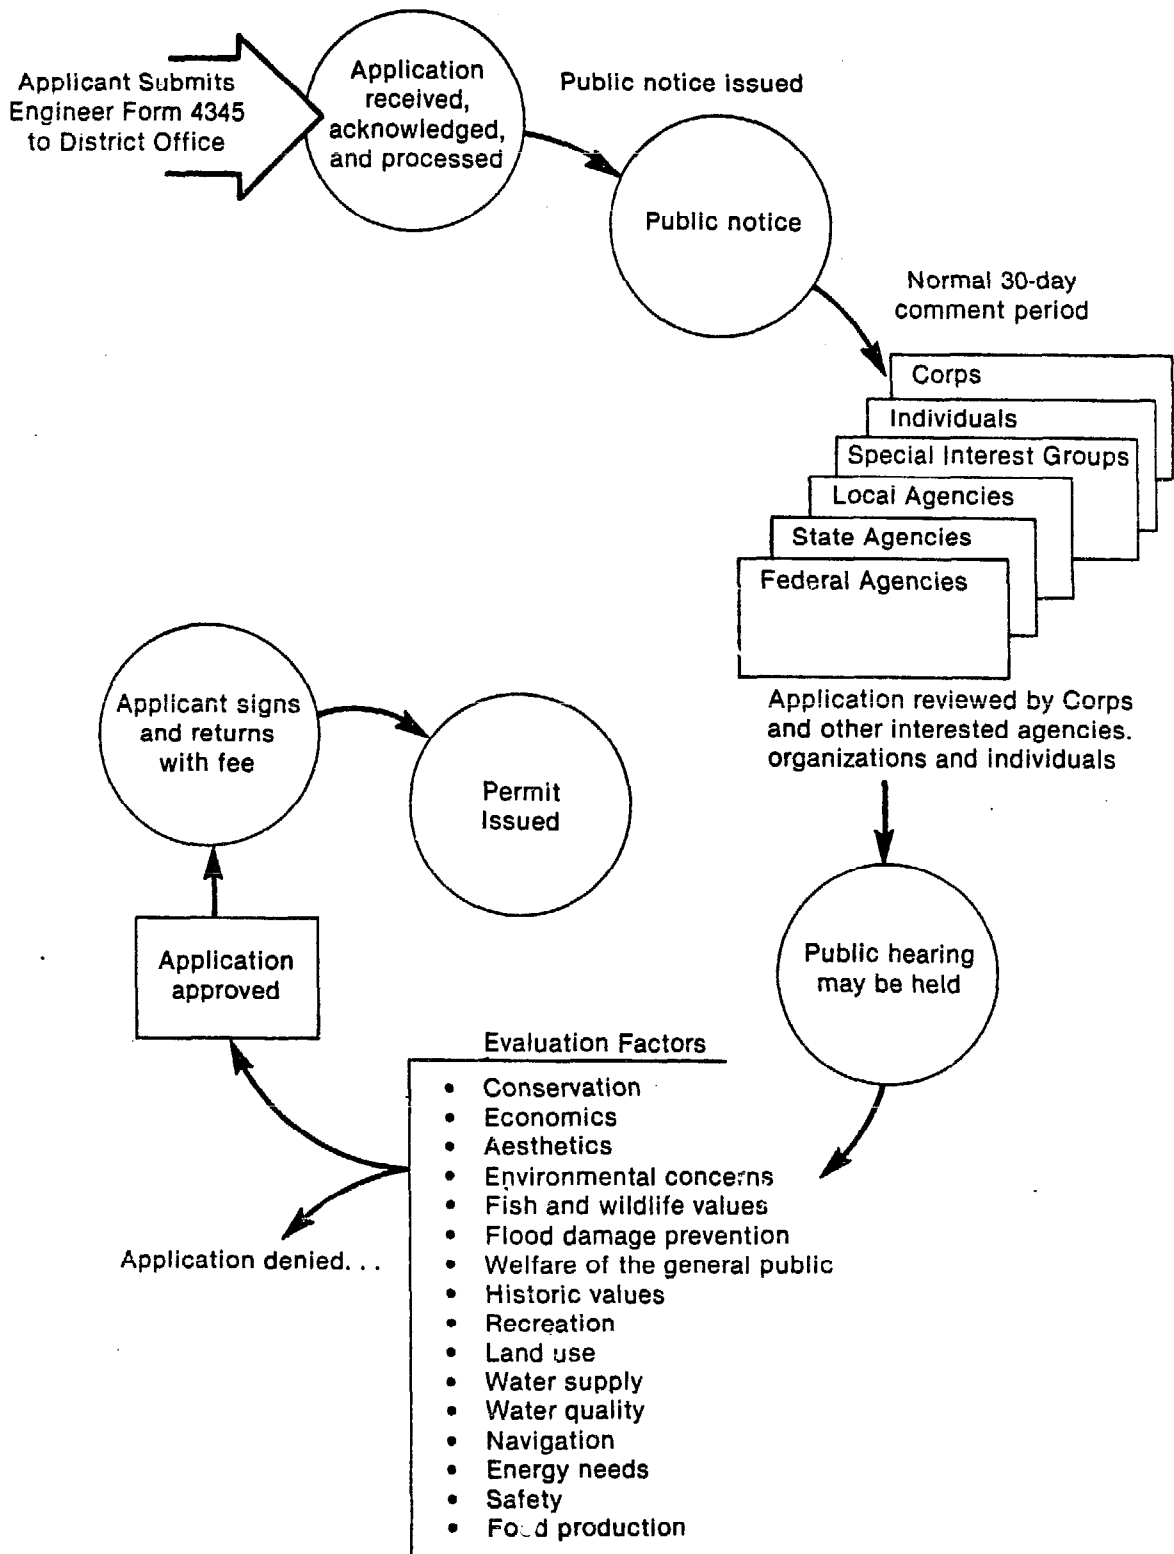 Applicant Submits
Engineer Form 4345
to District Office
Application
received,
acknowledged,
and processed
Public notice issued
Public notice
Normal 30-day
comment period
Corps
Individuals
Special Interest Groups
Local Agencies
State Agencies
Federal Agencies
Application reviewed by Corps
and other interested agencies.
organizations and individuals
Public hearing
may be held
Evaluation Factors
• Conservation
• Economics
• Aesthetics
• Environmental concerns
• Fish and wildlife values
• Flood damage prevention
• Welfare of the general public
• Historic values
• Recreation
• Land use
• Water supply
• Water quality
• Navigation
• Energy needs
• Safety
• Food production
Application denied...
Application
approved
Applicant signs
and returns
with fee
Permit
Issued